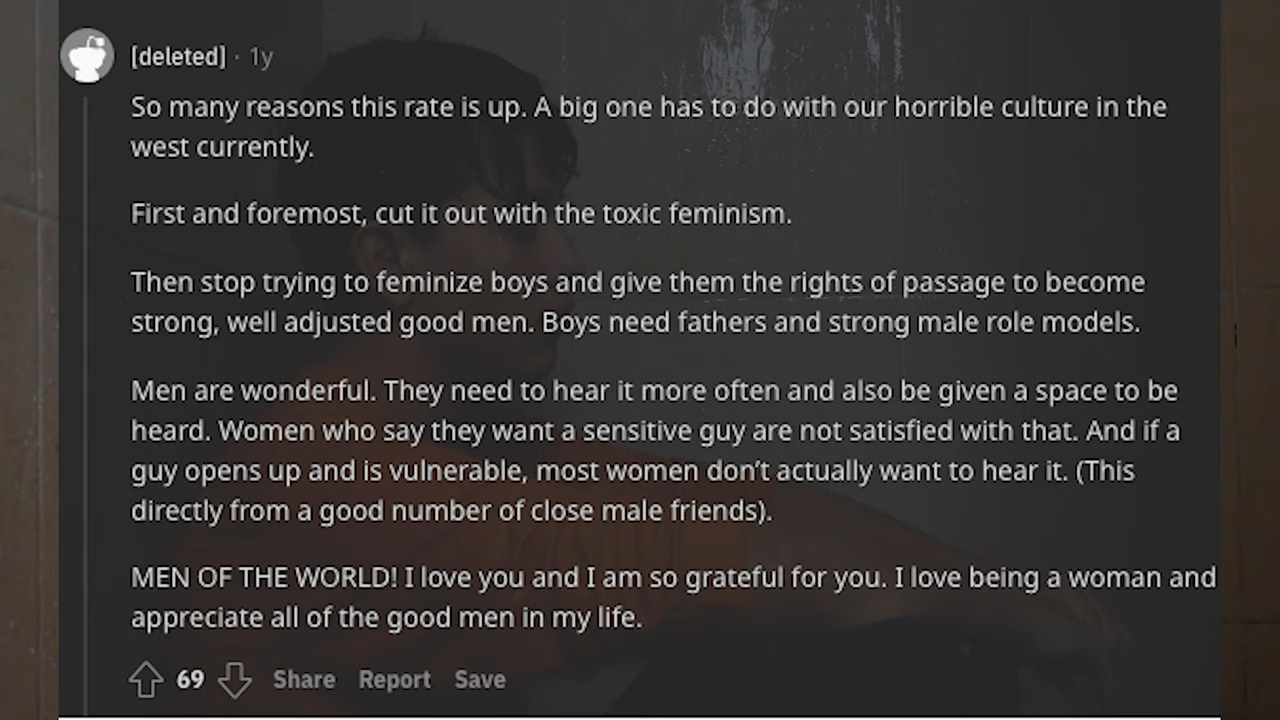 [deleted] · 1y
So many reasons this rate is up. A big one has to do with our horrible culture in the
west currently.
First and foremost, cut it out with the toxic feminism.
Then stop trying to feminize boys and give them the rights of passage to become
strong, well adjusted good men. Boys need fathers and strong male role models.
Men are wonderful. They need to hear it more often and also be given a space to be
heard. Women who say they want a sensitive guy are not satisfied with that. And if a
guy opens up and is vulnerable, most women don’t actually want to hear it. (This
directly from a good number of close male friends).
MEN OF THE WORLD! I love you and I am so grateful for you. I love being a woman and
appreciate all of the good men in my life.
69 Share Report Save